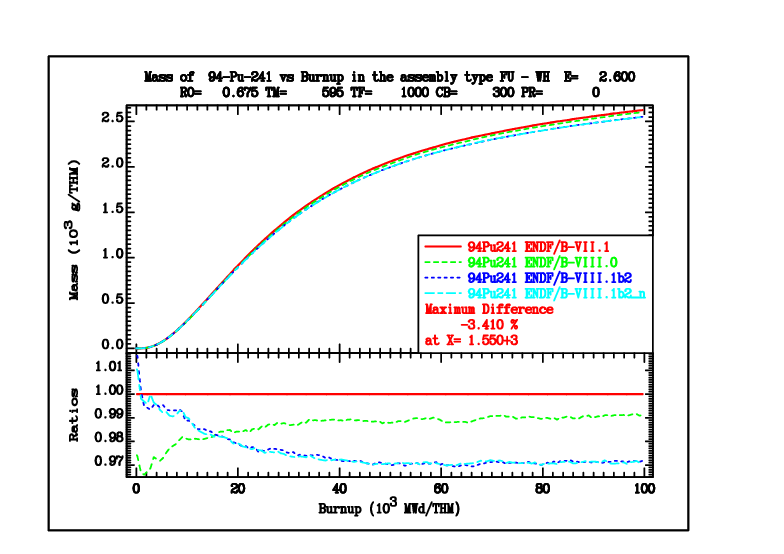 Mass of 94-Pu-241 vs Burnup in the assembly type FU - WH E= 2.600
RO= 0.675 TM= 595 TF= 1000 CB= 300 PR= 0
2.5
2.0
1.5
1.0
0.5
0.0
Mass (10³ g/THM)
94Pu241 ENDF/B-VII.1
94Pu241 ENDF/B-VIII.0
94Pu241 ENDF/B-VIII.1b2
94Pu241 ENDF/B-VIII.1b2_n
Maximum Difference
-3.410 %
at X= 1.550+3
1.01
1.00
0.99
0.98
0.97
Ratios
0 20 40 60 80 100
Burnup (10³ MWd/THM)